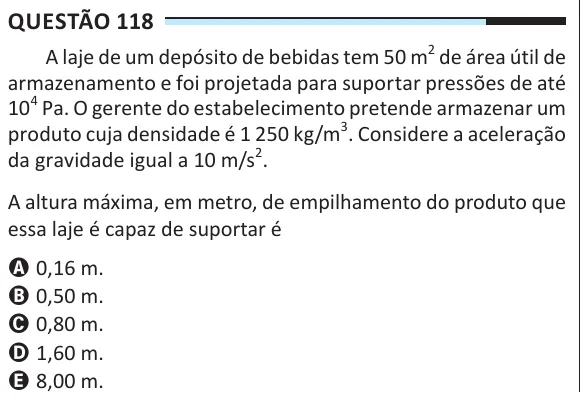 QUESTÃO 118
A laje de um depósito de bebidas tem 50 m² de área útil de
armazenamento e foi projetada para suportar pressões de até
10⁴ Pa. O gerente do estabelecimento pretende armazenar um
produto cuja densidade é 1 250 kg/m³. Considere a aceleração
da gravidade igual a 10 m/s².
A altura máxima, em metro, de empilhamento do produto que
essa laje é capaz de suportar é
A 0,16 m.
B 0,50 m.
C 0,80 m.
D 1,60 m.
E 8,00 m.